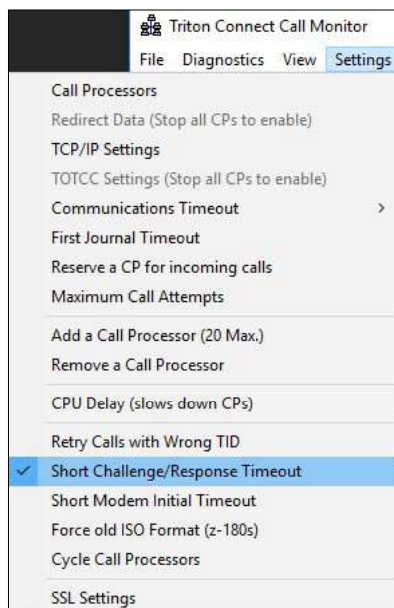 Triton Connect Call Monitor
File Diagnostics View Settings
Call Processors
Redirect Data (Stop all CPs to enable)
TCP/IP Settings
TOTCC Settings (Stop all CPs to enable)
Communications Timeout
First Journal Timeout
Reserve a CP for incoming calls
Maximum Call Attempts
Add a Call Processor (20 Max.)
Remove a Call Processor
CPU Delay (slows down CPs)
Retry Calls with Wrong TID
Short Challenge/Response Timeout
Short Modem Initial Timeout
Force old ISO Format (z-180s)
Cycle Call Processors
SSL Settings